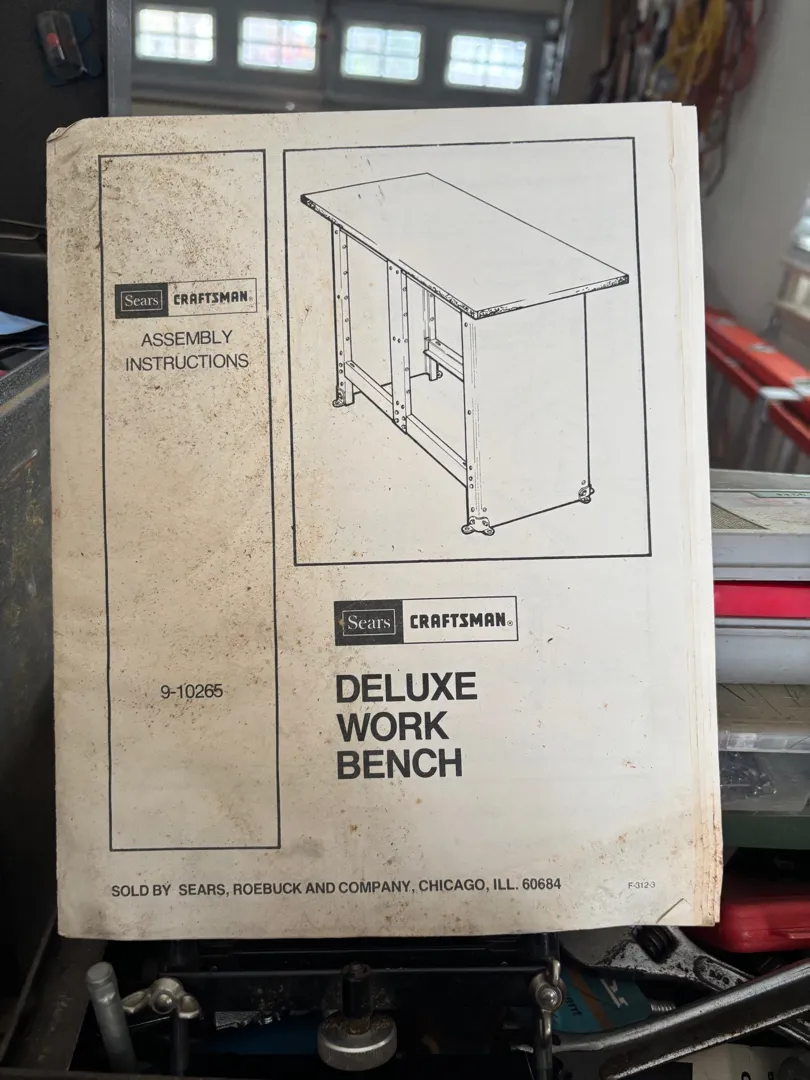 Sears CRAFTSMAN®
ASSEMBLY
INSTRUCTIONS
9-10265
Sears CRAFTSMAN®
DELUXE
WORK
BENCH
SOLD BY SEARS, ROEBUCK AND COMPANY, CHICAGO, ILL. 60684
F-312-3